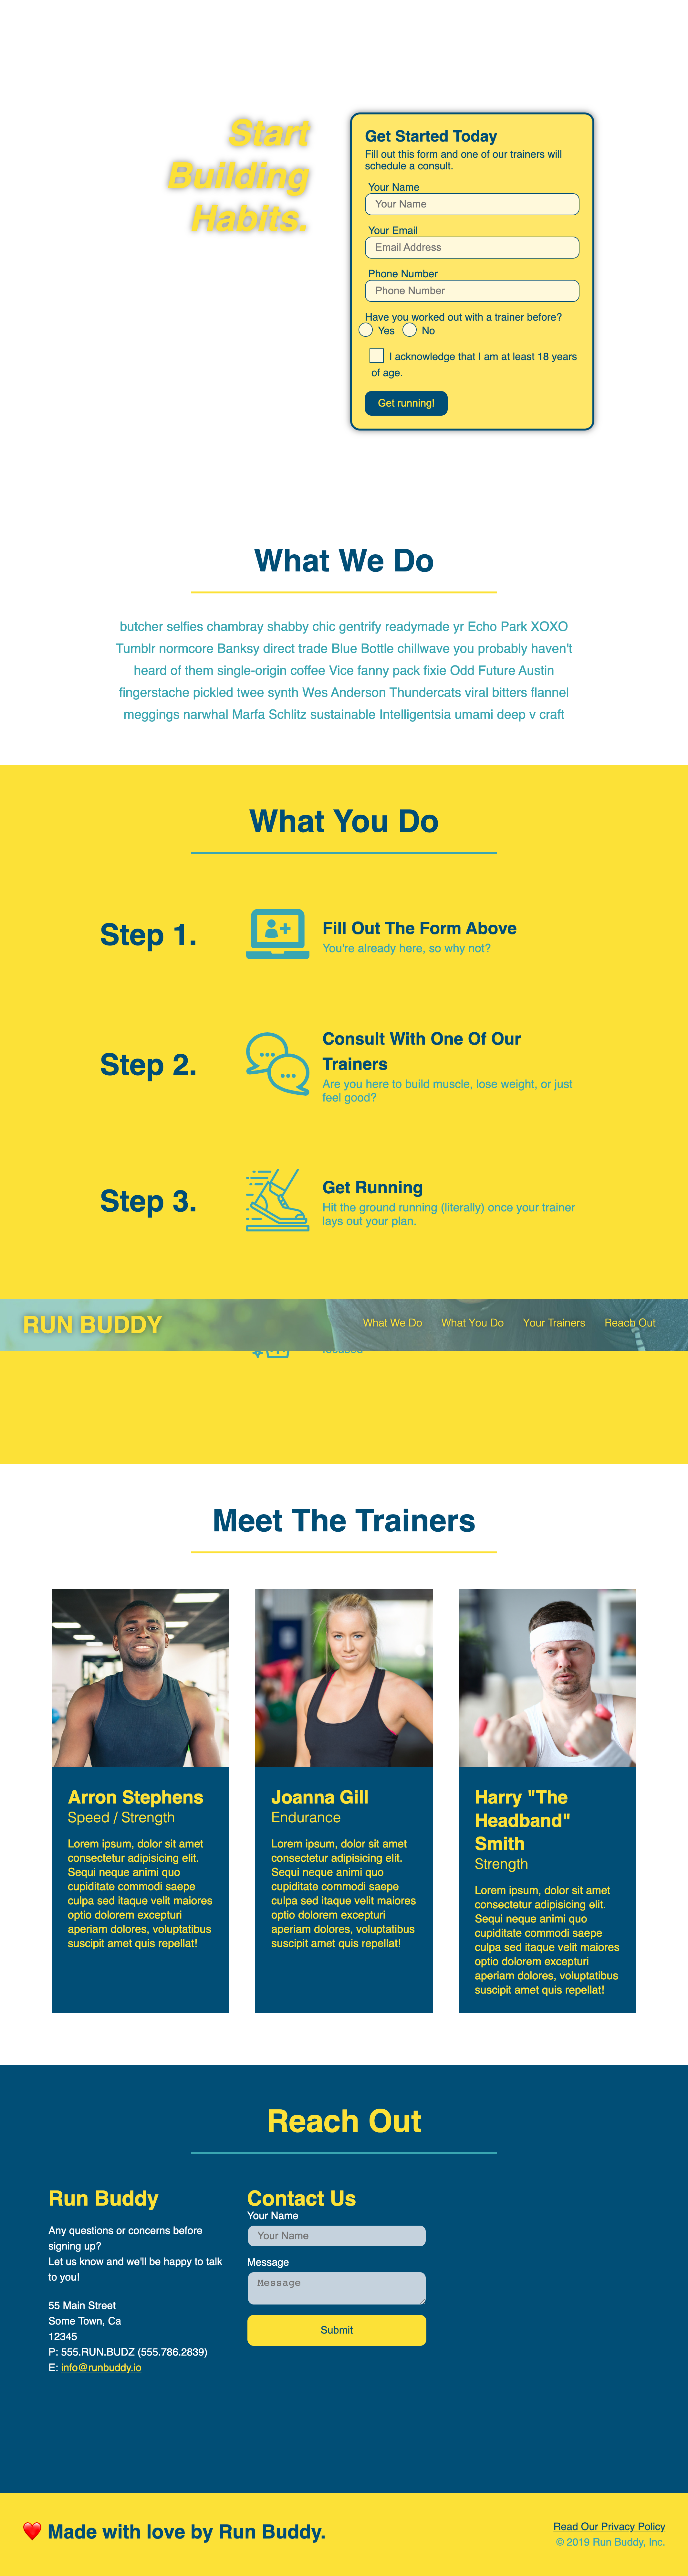 Start
Building
Habits.
Get Started Today
Fill out this form and one of our trainers will
schedule a consult.
Your Name
Your Name
Your Email
Email Address
Phone Number
Phone Number
Have you worked out with a trainer before?
Yes No
I acknowledge that I am at least 18 years
of age.
Get running!
What We Do
butcher selfies chambray shabby chic gentrify readymade yr Echo Park XOXO
Tumblr normcore Banksy direct trade Blue Bottle chillwave you probably haven't
heard of them single-origin coffee Vice fanny pack fixie Odd Future Austin
fingerstache pickled twee synth Wes Anderson Thundercats viral bitters flannel
meggings narwhal Marfa Schlitz sustainable Intelligentsia umami deep v craft
What You Do
Step 1.
Fill Out The Form Above
You're already here, so why not?
Step 2.
Consult With One Of Our
Trainers
Are you here to build muscle, lose weight, or just
feel good?
Step 3.
Get Running
Hit the ground running (literally) once your trainer
lays out your plan.
RUN BUDDY
What We Do What You Do Your Trainers Reach Out
Meet The Trainers
Arron Stephens
Speed / Strength
Lorem ipsum, dolor sit amet
consectetur adipisicing elit.
Sequi neque animi quo
cupiditate commodi saepe
culpa sed itaque velit maiores
optio dolorem excepturi
aperiam dolores, voluptatibus
suscipit amet quis repellat!
Joanna Gill
Endurance
Lorem ipsum, dolor sit amet
consectetur adipisicing elit.
Sequi neque animi quo
cupiditate commodi saepe
culpa sed itaque velit maiores
optio dolorem excepturi
aperiam dolores, voluptatibus
suscipit amet quis repellat!
Harry "The
Headband"
Smith
Strength
Lorem ipsum, dolor sit amet
consectetur adipisicing elit.
Sequi neque animi quo
cupiditate commodi saepe
culpa sed itaque velit maiores
optio dolorem excepturi
aperiam dolores, voluptatibus
suscipit amet quis repellat!
Reach Out
Run Buddy
Any questions or concerns before
signing up?
Let us know and we'll be happy to talk
to you!
55 Main Street
Some Town, Ca
12345
P: 555.RUN.BUDZ (555.786.2839)
E: info@runbuddy.io
Contact Us
Your Name
Your Name
Message
Message
Submit
❤️ Made with love by Run Buddy.
Read Our Privacy Policy
© 2019 Run Buddy, Inc.